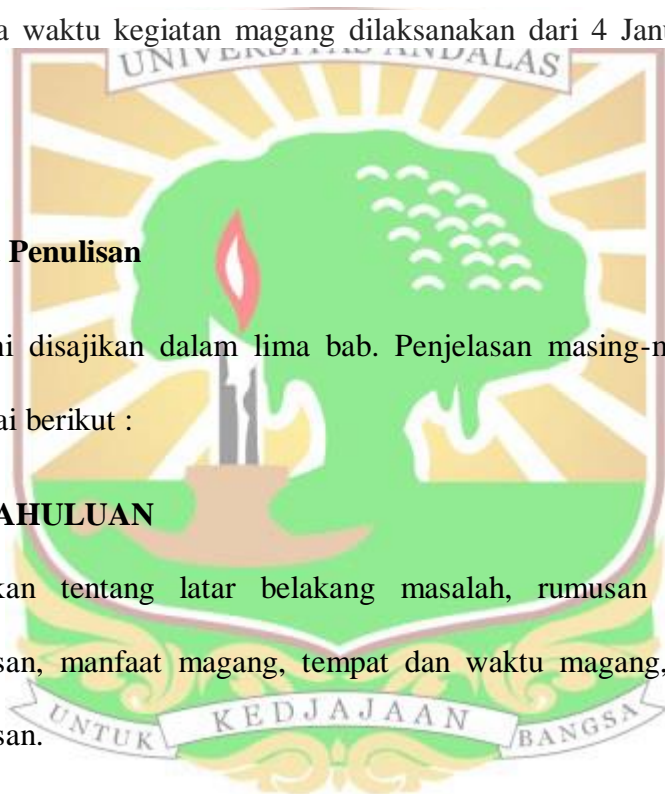 a waktu kegiatan magang dilaksanakan dari 4 Janu
UNIVERSITAS ANDALAS
Penulisan
ni disajikan dalam lima bab. Penjelasan masing-m
ai berikut :
AHULUAN
kan tentang latar belakang masalah, rumusan
san, manfaat magang, tempat dan waktu magang,
san.
UNTUK KEDJAJAAN BANGSA